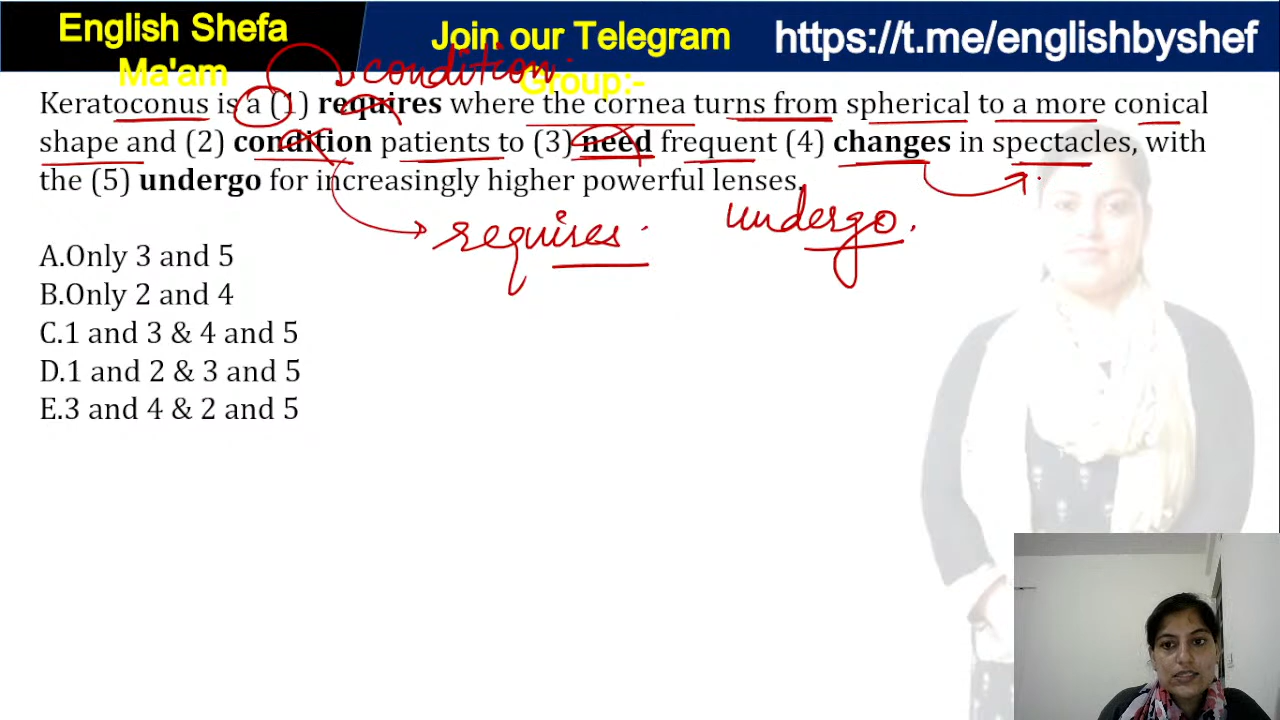 English Shefa Ma'am
Join our Telegram Group:-
https://t.me/englishbyshef
condition
Keratoconus is a (1) requires where the cornea turns from spherical to a more conical
shape and (2) condition patients to (3) need frequent (4) changes in spectacles, with
the (5) undergo for increasingly higher powerful lenses.
requires
undergo.
A.Only 3 and 5
B.Only 2 and 4
C.1 and 3 & 4 and 5
D.1 and 2 & 3 and 5
E.3 and 4 & 2 and 5